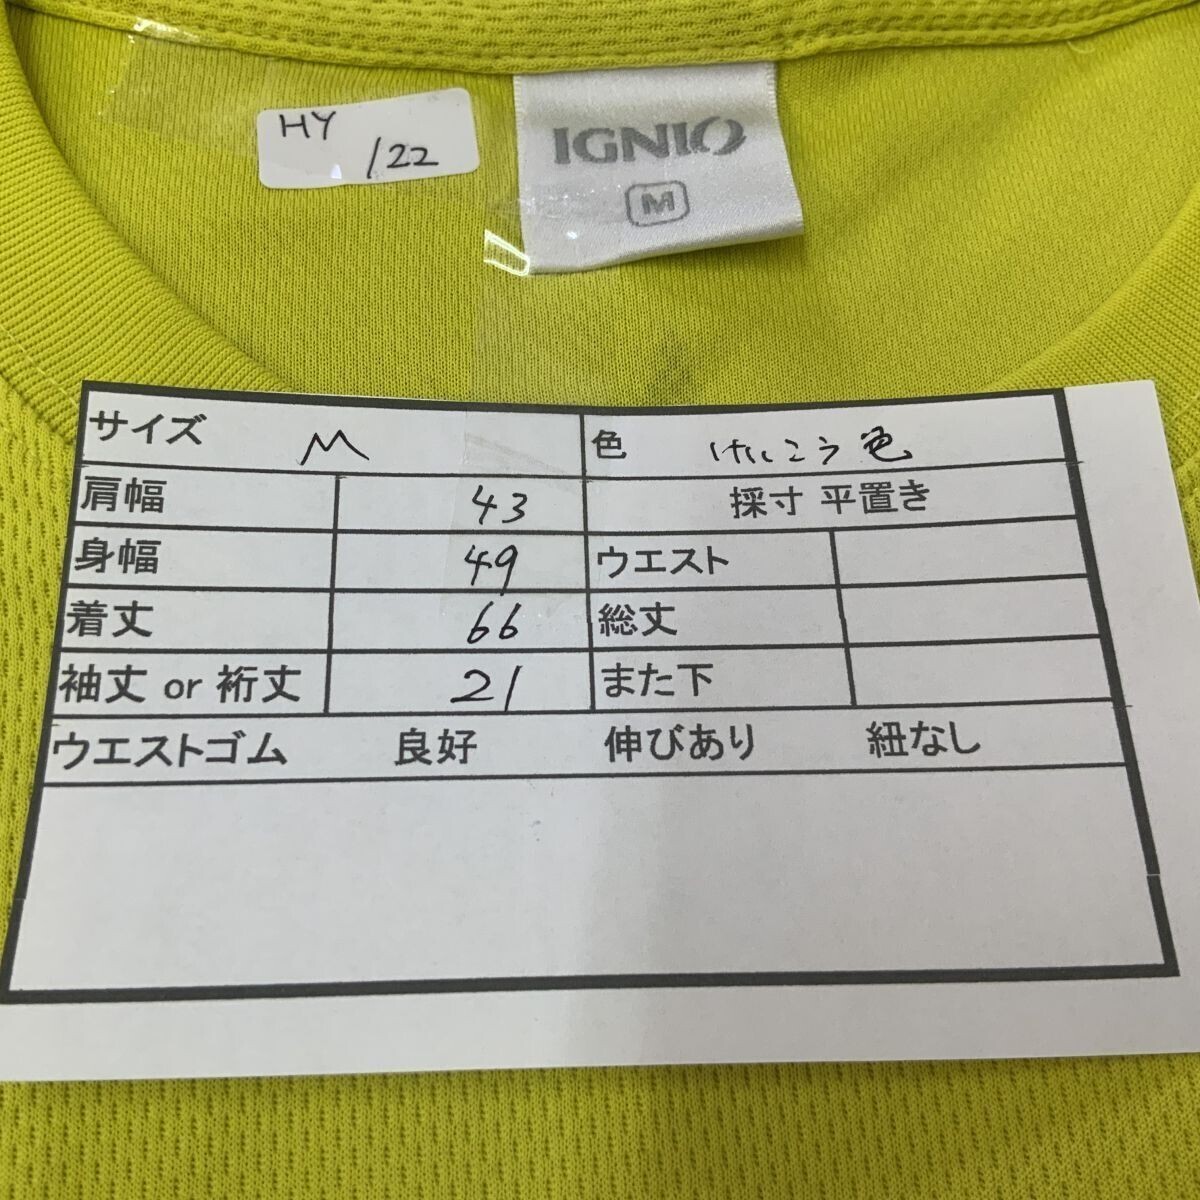 HY
/22
IGNIO
M
サイズ M 色 けいこう色
肩幅 43 採寸 平置き
身幅 49 ウエスト
着丈 66 総丈
袖丈 or 裄丈 21 また下
ウエストゴム 良好 伸びあり 紐なし